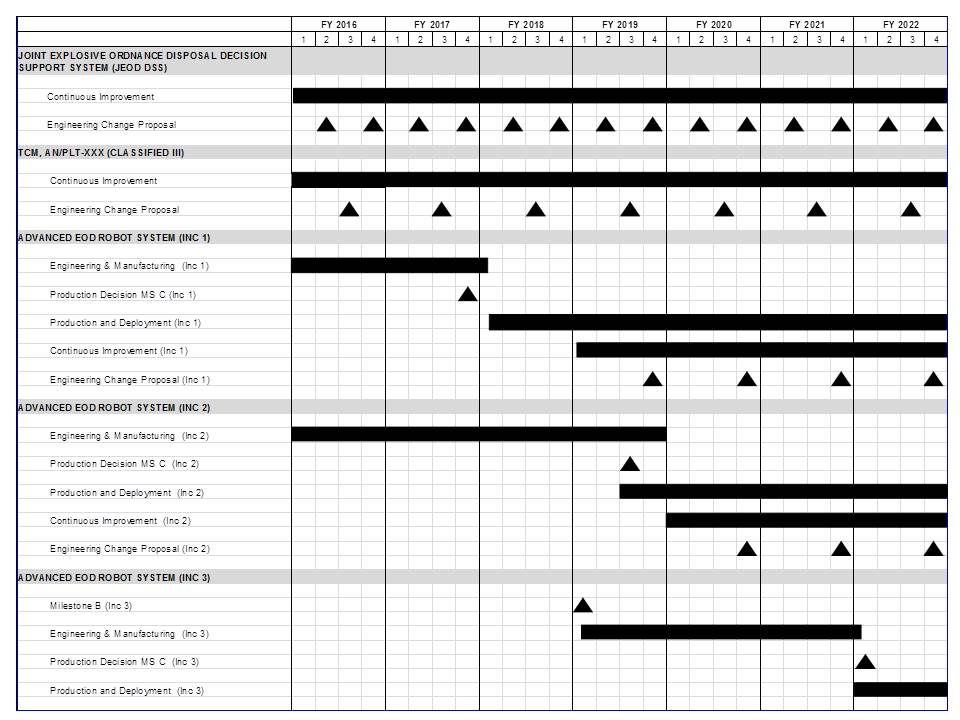 FY 2016 FY 2017 FY 2018 FY 2019 FY 2020 FY 2021 FY 2022
1 2 3 4 1 2 3 4 1 2 3 4 1 2 3 4 1 2 3 4 1 2 3 4 1 2 3 4
JOINT EXPLOSIVE ORDNANCE DISPOSAL DECISION
SUPPORT SYSTEM (JEOD DSS)
Continuous Improvement
Engineering Change Proposal
TCM, AN/PLT-XXX (CLASSIFIED III)
Continuous Improvement
Engineering Change Proposal
ADVANCED EOD ROBOT SYSTEM (INC 1)
Engineering & Manufacturing (Inc 1)
Production Decision MS C (Inc 1)
Production and Deployment (Inc 1)
Continuous Improvement (Inc 1)
Engineering Change Proposal (Inc 1)
ADVANCED EOD ROBOT SYSTEM (INC 2)
Engineering & Manufacturing (Inc 2)
Production Decision MS C (Inc 2)
Production and Deployment (Inc 2)
Continuous Improvement (Inc 2)
Engineering Change Proposal (Inc 2)
ADVANCED EOD ROBOT SYSTEM (INC 3)
Milestone B (Inc 3)
Engineering & Manufacturing (Inc 3)
Production Decision MS C (Inc 3)
Production and Deployment (Inc 3)